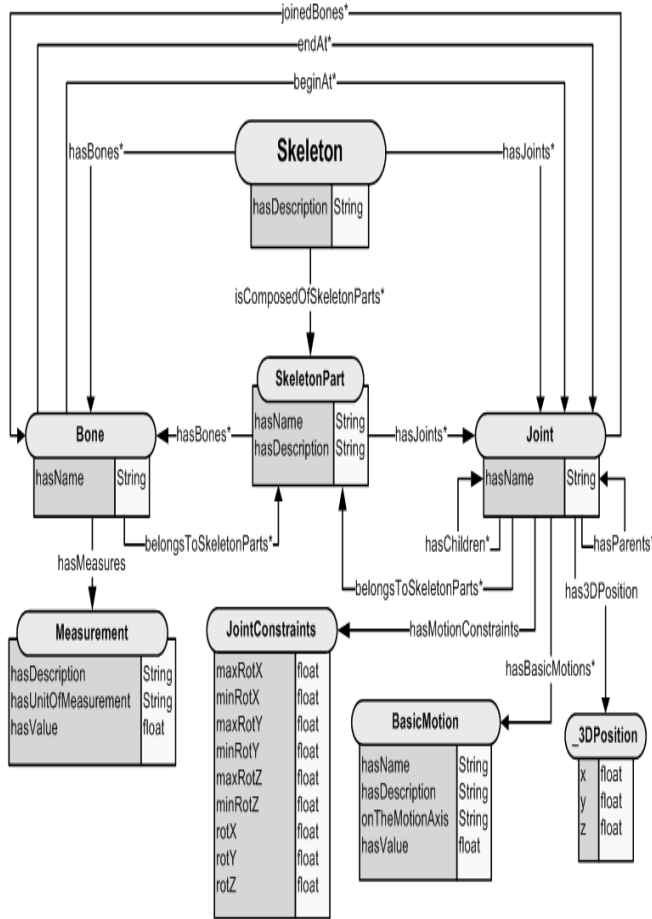 joinedBones*
endAt*
beginAt*
hasBones*
Skeleton
hasJoints*
hasDescription String
isComposedOfSkeletonParts*
SkeletonPart
hasName String
hasDescription String
Bone
hasBones*
hasJoints*
Joint
hasName String
hasName String
belongsToSkeletonParts*
hasChildren*
hasParents*
hasMeasures
belongsToSkeletonParts*
has3DPosition
Measurement
hasDescription String
hasUnitOfMeasurement String
hasValue float
JointConstraints
maxRotX float
minRotX float
maxRotY float
minRotY float
maxRotZ float
minRotZ float
rotX float
rotY float
rotZ float
hasMotionConstraints
hasBasicMotions*
BasicMotion
hasName String
hasDescription String
onTheMotionAxis String
hasValue float
_3DPosition
x float
y float
z float